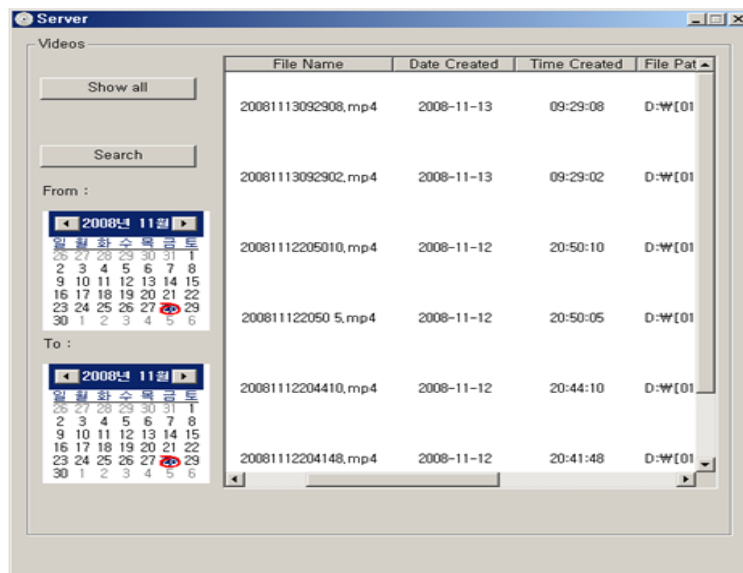 Server
Videos
Show all
Search
From :
2008년 11월
일 월 화 수 목 금 토
26 27 28 29 30 31 1
2 3 4 5 6 7 8
9 10 11 12 13 14 15
16 17 18 19 20 21 22
23 24 25 26 27 29
30 1 2 3 4 5 6
To :
2008년 11월
일 월 화 수 목 금 토
26 27 28 29 30 31 1
2 3 4 5 6 7 8
9 10 11 12 13 14 15
16 17 18 19 20 21 22
23 24 25 26 27 29
30 1 2 3 4 5 6
File Name Date Created Time Created File Pat
20081113092908,mp4 2008-11-13 09:29:08 D:₩[01
20081113092902,mp4 2008-11-13 09:29:02 D:₩[01
20081112205010,mp4 2008-11-12 20:50:10 D:₩[01
200811122050 5,mp4 2008-11-12 20:50:05 D:₩[01
20081112204410,mp4 2008-11-12 20:44:10 D:₩[01
20081112204148,mp4 2008-11-12 20:41:48 D:₩[01